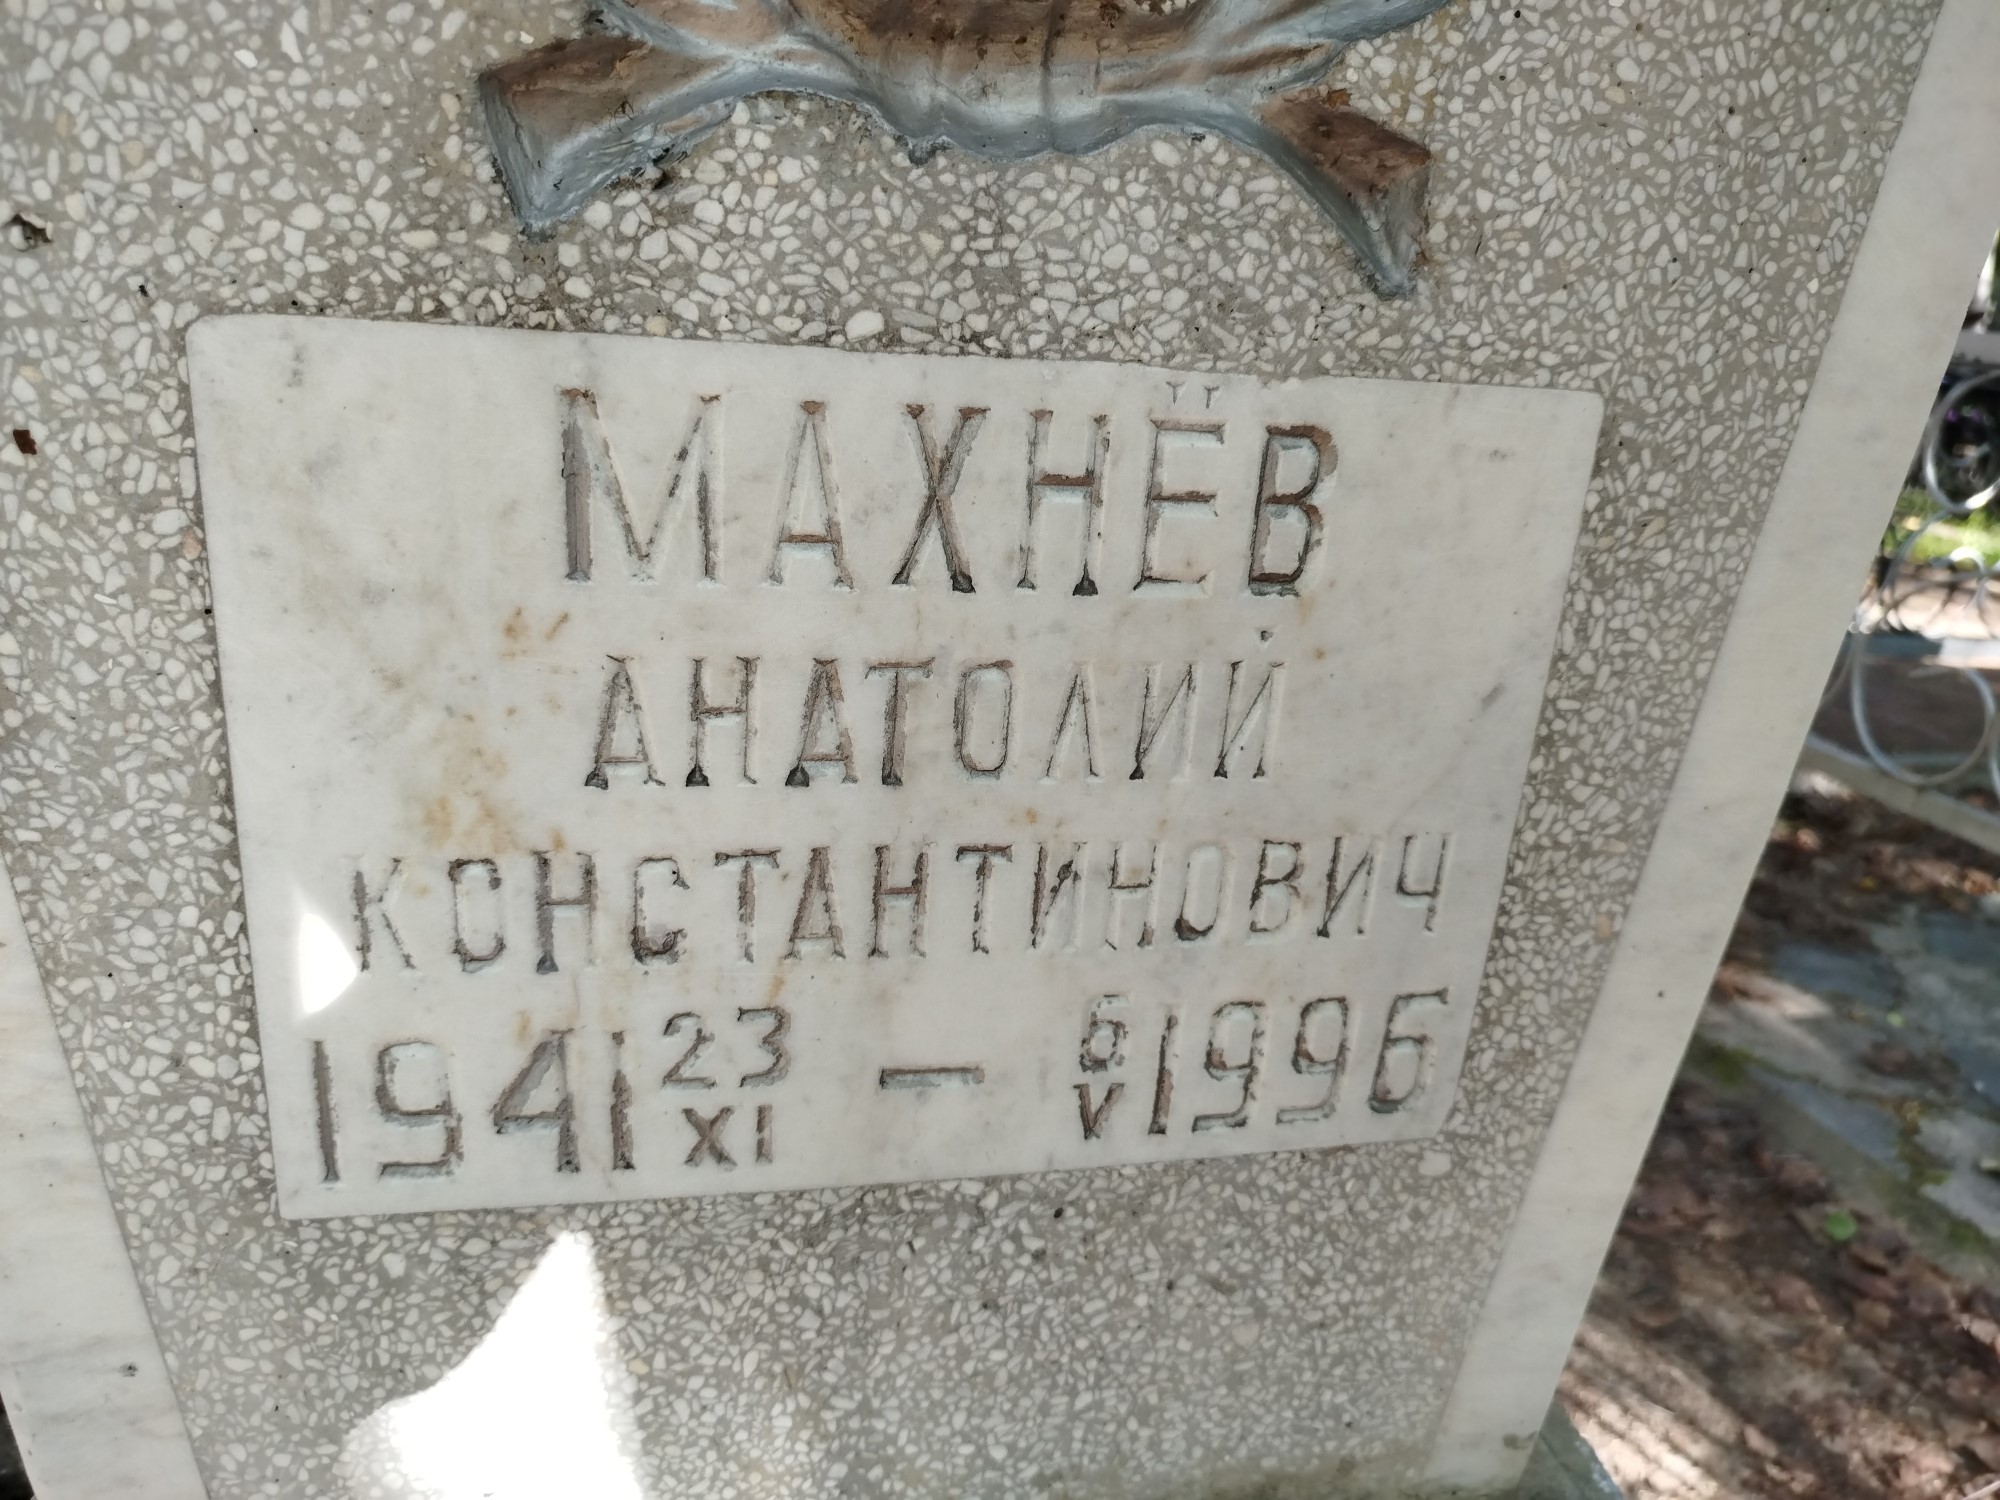 МАХНЁВ
АНАТОЛИЙ
КОНСТАНТИНОВИЧ
1941 23 XI — 6 V 1996